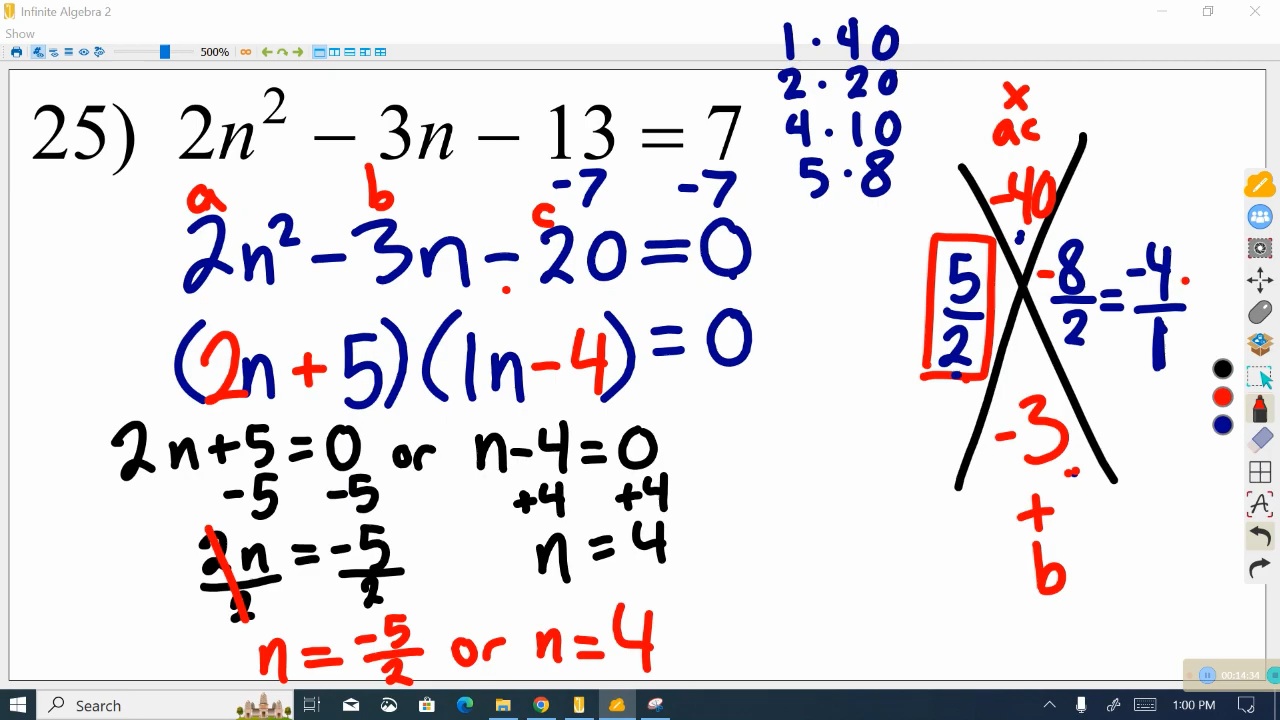 Infinite Algebra 2
Show
500%
25) 2n² − 3n − 13 = 7
-7 -7
a b c
2n² − 3n − 20 = 0
(2n + 5)(1n − 4) = 0
2n+5=0 or n−4=0
-5 -5 +4 +4
2n/2 = -5/2 n = 4
n = -5/2 or n = 4
1 · 40
2 · 20
4 · 10
5 · 8
x
ac
-40
5/2 -8/2 = -4/1
-3
+
b
00:14:34
Search
1:00 PM